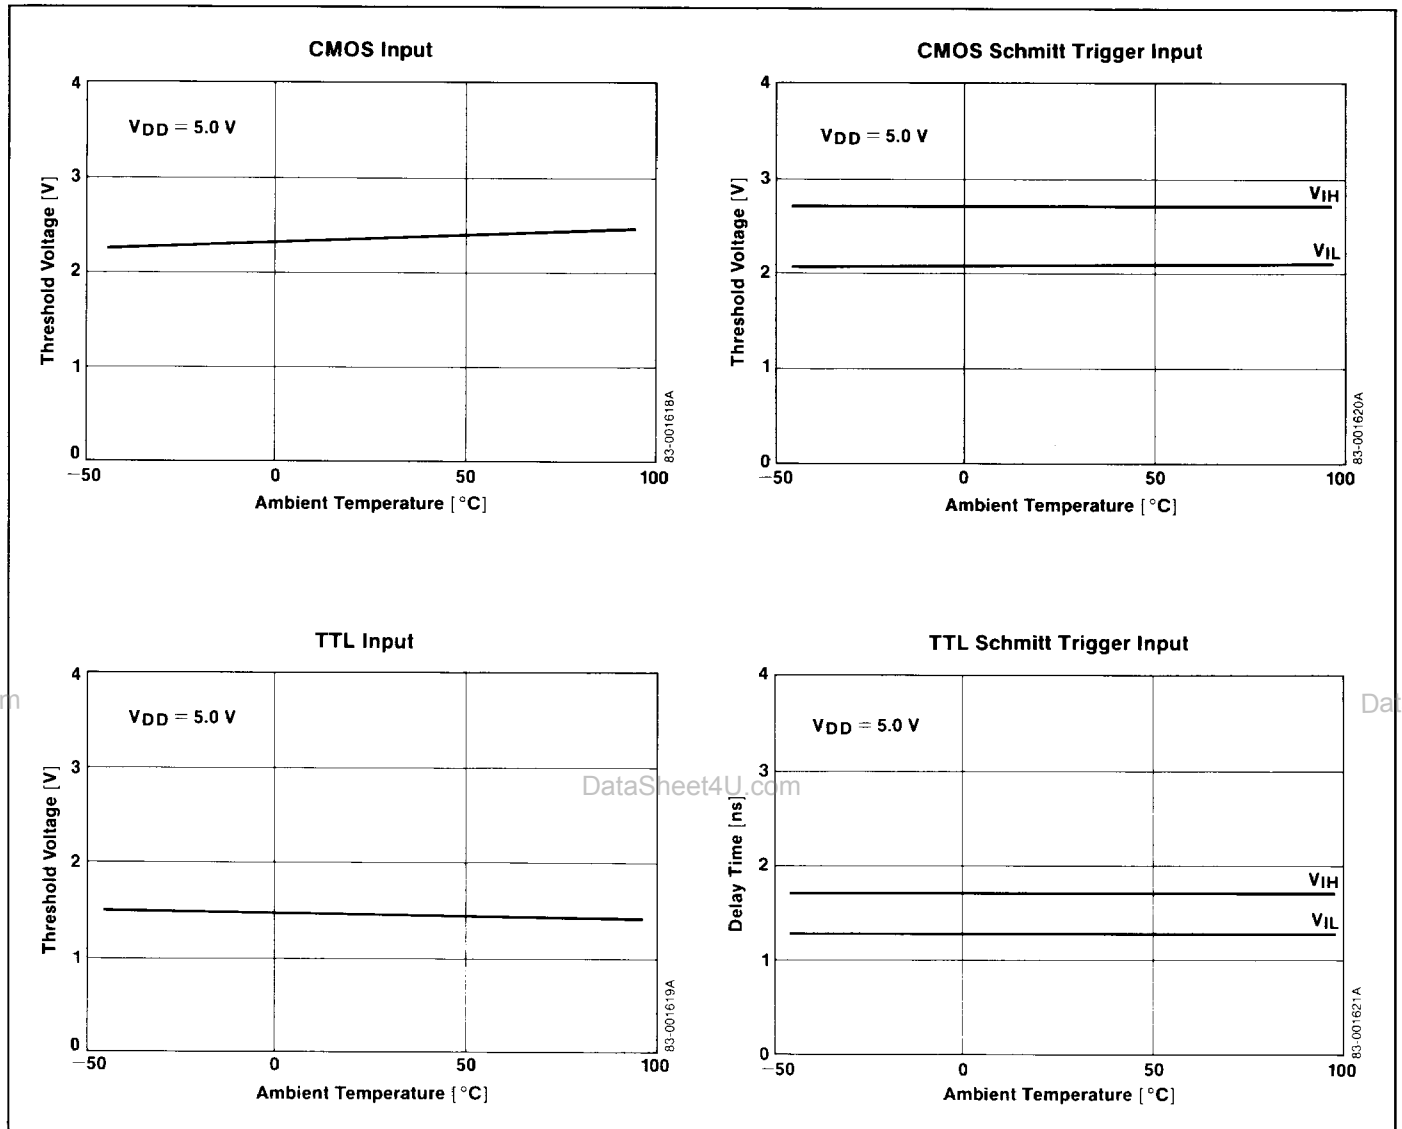 CMOS Input
4
VDD = 5.0 V
3
2
1
0
Threshold Voltage [V]
−50 0 50 100
Ambient Temperature [°C]
83-001618A
CMOS Schmitt Trigger Input
4
VDD = 5.0 V
3
2
1
0
VIH
VIL
Threshold Voltage [V]
−50 0 50 100
Ambient Temperature [°C]
83-001620A
TTL Input
4
VDD = 5.0 V
3
2
1
0
Threshold Voltage [V]
−50 0 50 100
Ambient Temperature [°C]
83-001619A
TTL Schmitt Trigger Input
4
VDD = 5.0 V
3
2
1
0
VIH
VIL
Delay Time [ns]
−50 0 50 100
Ambient Temperature [°C]
83-001621A
m
DataSheet4U.com
Dat